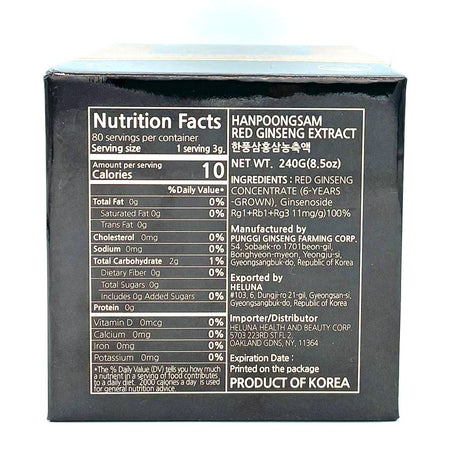 Nutrition Facts
80 servings per container
Serving size 1 serving 3g.
Amount per serving
Calories 10
%Daily Value*
Total Fat 0g 0%
Saturated Fat 0g 0%
Trans Fat 0g
Cholesterol 0mg 0%
Sodium 0mg 0%
Total Carbohydrate 2g 1%
Dietary Fiber 0g 0%
Total Sugars 0g
Includes 0g Added Sugars 0%
Protein 0g
Vitamin D 0mcg 0%
Calcium 0mg 0%
Iron 0mg 0%
Potassium 0mg 0%
*The % Daily Value (DV) tells you how much
a nutrient in a serving of food contributes
to a daily diet. 2000 calories a day is used
for general nutrition advice.
HANPOONGSAM
RED GINSENG EXTRACT
한풍삼홍삼농축액
NET WT. 240G(8,5oz)
INGREDIENTS: RED GINSENG
CONCENTRATE (6-YEARS
-GROWN), Ginsenoside
Rg1+Rb1+Rg3 11mg/g)100%
Manufactured by
PUNGGI GINSENG FARMING CORP.
54, Sobaek-ro 1701beon-gil,
Bonghyeon-myeon, Yeongju-si,
Gyeongsangbuk-do, Republic of Korea
Exported by
HELUNA
#103, 6, Dungji-ro 21-gil, Gyeongsan-si,
Gyeongsangbuk-do, Republic of Korea
Importer/Distributor
HELUNA HEALTH AND BEAUTY CORP.
5703 223RD ST FL 2,
OAKLAND GDNS, NY, 11364
Expiration Date :
Printed on the package
PRODUCT OF KOREA